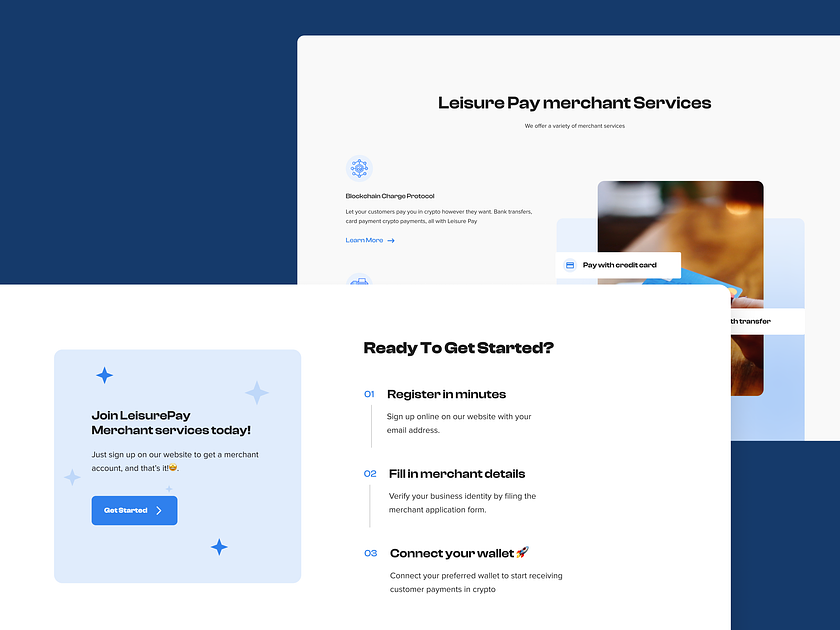 Leisure Pay merchant Services
We offer a variety of merchant services
Blockchain Charge Protocol
Let your customers pay you in crypto however they want. Bank transfers,
card payment crypto payments, all with Leisure Pay
Learn More
Pay with credit card
th transfer
Join LeisurePay
Merchant services today!
Just sign up on our website to get a merchant
account, and that's it!🤩.
Get Started
Ready To Get Started?
01 Register in minutes
Sign up online on our website with your
email address.
02 Fill in merchant details
Verify your business identity by filing the
merchant application form.
03 Connect your wallet 🚀
Connect your preferred wallet to start receiving
customer payments in crypto